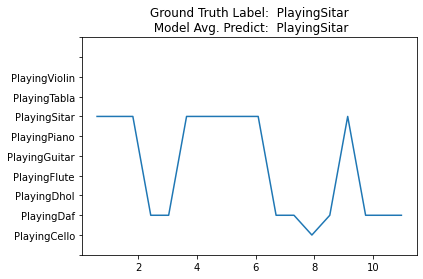 Ground Truth Label:  PlayingSitar
Model Avg. Predict:  PlayingSitar
PlayingViolin
PlayingTabla
PlayingSitar
PlayingPiano
PlayingGuitar
PlayingFlute
PlayingDhol
PlayingDaf
PlayingCello
2 4 6 8 10